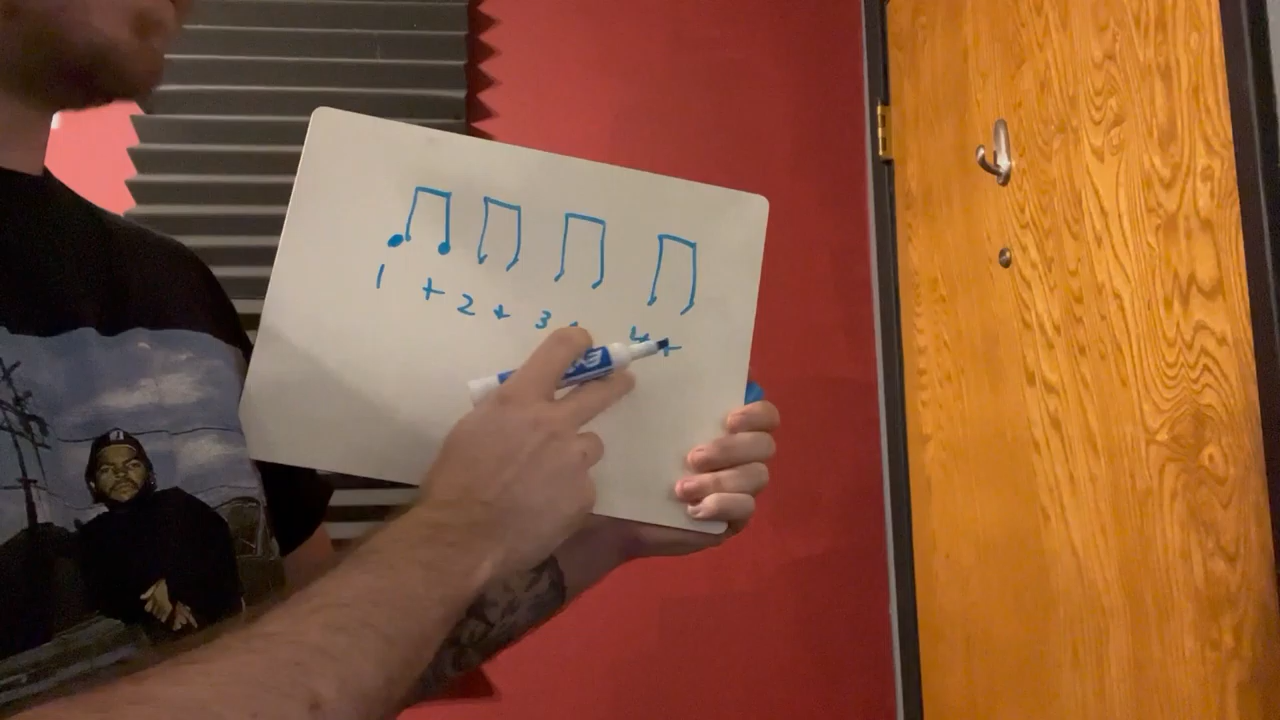 1 + 2 + 3 + 4 +